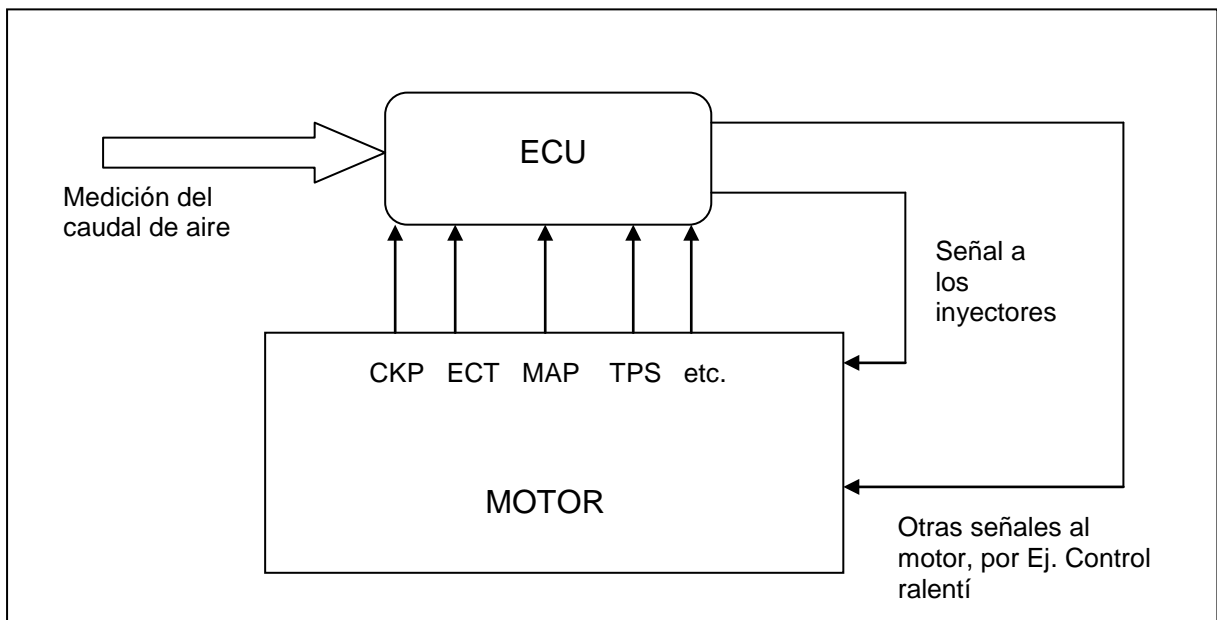 ECU
Medición del
caudal de aire
Señal a
los
inyectores
CKP ECT MAP TPS etc.
MOTOR
Otras señales al
motor, por Ej. Control
ralentí